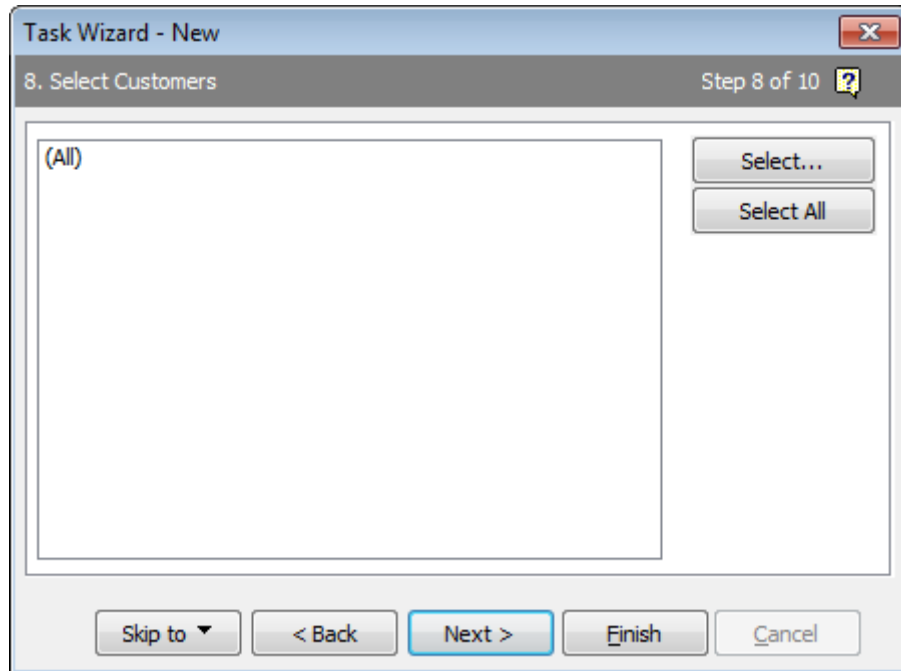 Task Wizard - New
8. Select Customers Step 8 of 10 ?
(All)
Select...
Select All
Skip to < Back Next > Finish Cancel